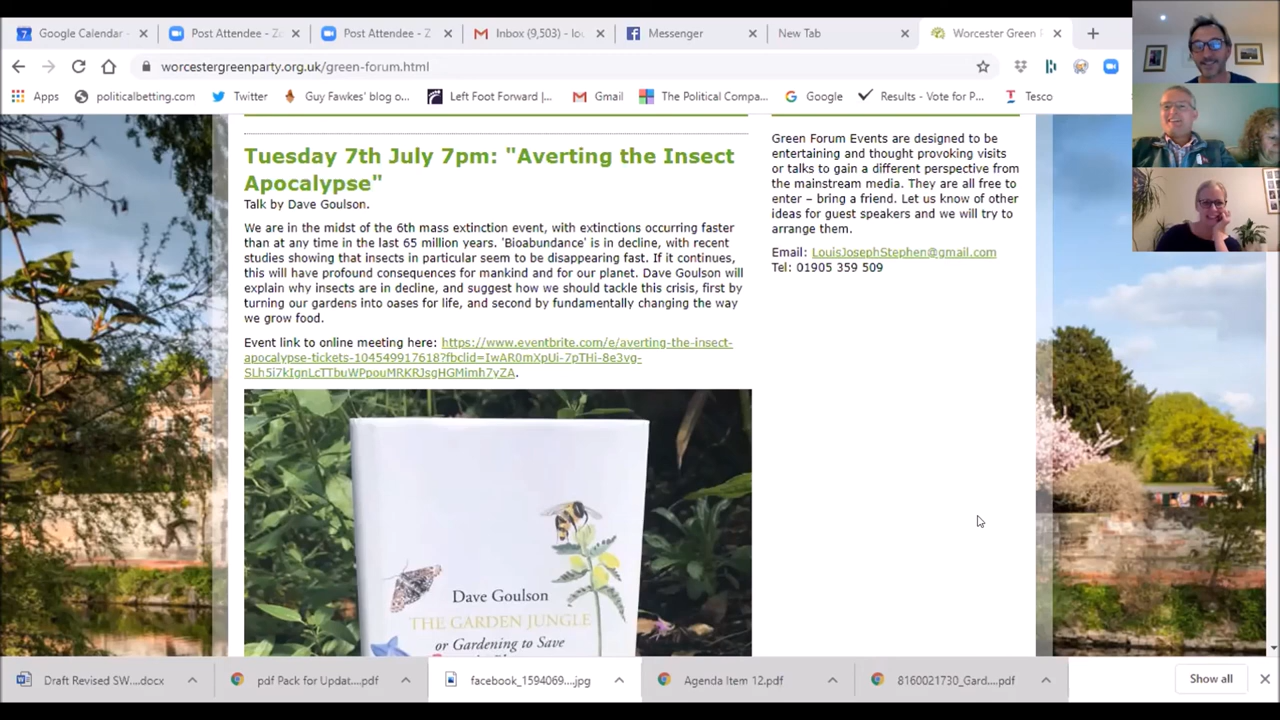 Google Calendar -
Post Attendee - Z
Post Attendee - Z
Inbox (9,503) - lou
Messenger
New Tab
Worcester Green P
worcestergreenparty.org.uk/green-forum.html
Apps
politicalbetting.com
Twitter
Guy Fawkes' blog o...
Left Foot Forward |...
Gmail
The Political Compa...
Google
Results - Vote for P...
Tesco
Tuesday 7th July 7pm: "Averting the Insect
Apocalypse"
Talk by Dave Goulson.
We are in the midst of the 6th mass extinction event, with extinctions occurring faster
than at any time in the last 65 million years. 'Bioabundance' is in decline, with recent
studies showing that insects in particular seem to be disappearing fast. If it continues,
this will have profound consequences for mankind and for our planet. Dave Goulson will
explain why insects are in decline, and suggest how we should tackle this crisis, first by
turning our gardens into oases for life, and second by fundamentally changing the way
we grow food.
Event link to online meeting here: https://www.eventbrite.com/e/averting-the-insect-
apocalypse-tickets-104549917618?fbclid=IwAR0mXpUi-7pTHi-8e3vg-
SLh5i7kIgnLcTTbuWPpouMRKRJsgHGMimh7yZA.
Green Forum Events are designed to be
entertaining and thought provoking visits
or talks to gain a different perspective from
the mainstream media. They are all free to
enter – bring a friend. Let us know of other
ideas for guest speakers and we will try to
arrange them.
Email: LouisJosephStephen@gmail.com
Tel: 01905 359 509
Dave Goulson
THE GARDEN JUNGLE
or Gardening to Save
Draft Revised SW....docx
pdf Pack for Updat....pdf
facebook_1594069....jpg
Agenda Item 12.pdf
8160021730_Gard....pdf
Show all